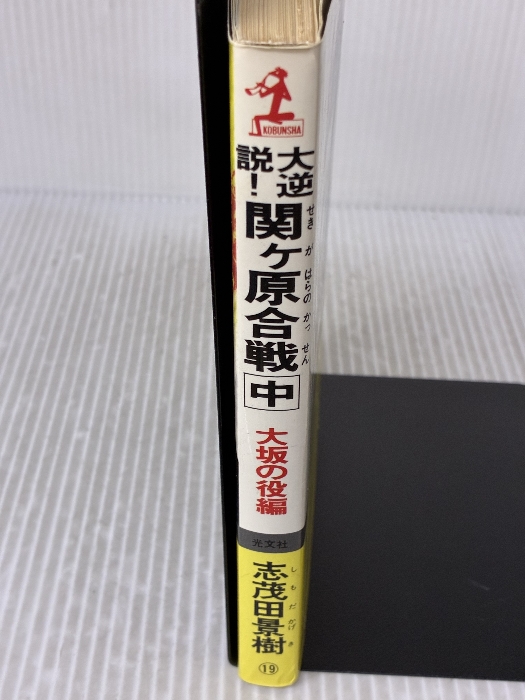 KOBUNSHA
大逆
説!
関ヶ原合戦
せきがはらのかっせん
中
大坂の役編
光文社
志茂田景樹
しもだかげき
⑲